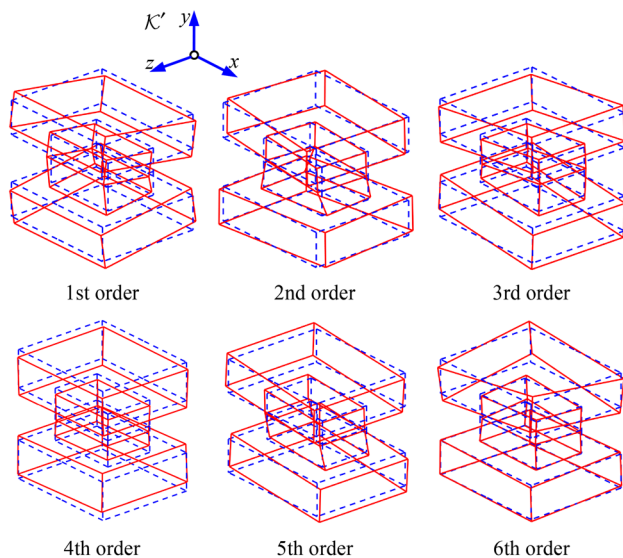 𝒦′ y
z x
1st order 2nd order 3rd order
4th order 5th order 6th order